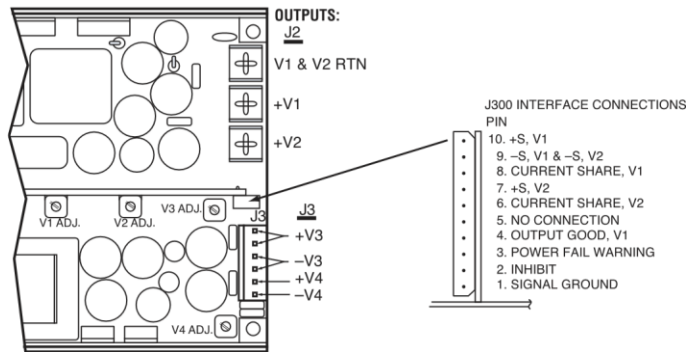 OUTPUTS:
J2
V1 & V2 RTN
+V1
+V2
V1 ADJ.
V2 ADJ.
V3 ADJ.
J3
J3
+V3
–V3
+V4
–V4
V4 ADJ.
J300 INTERFACE CONNECTIONS
PIN
10. +S, V1
9. –S, V1 & –S, V2
8. CURRENT SHARE, V1
7. +S, V2
6. CURRENT SHARE, V2
5. NO CONNECTION
4. OUTPUT GOOD, V1
3. POWER FAIL WARNING
2. INHIBIT
1. SIGNAL GROUND